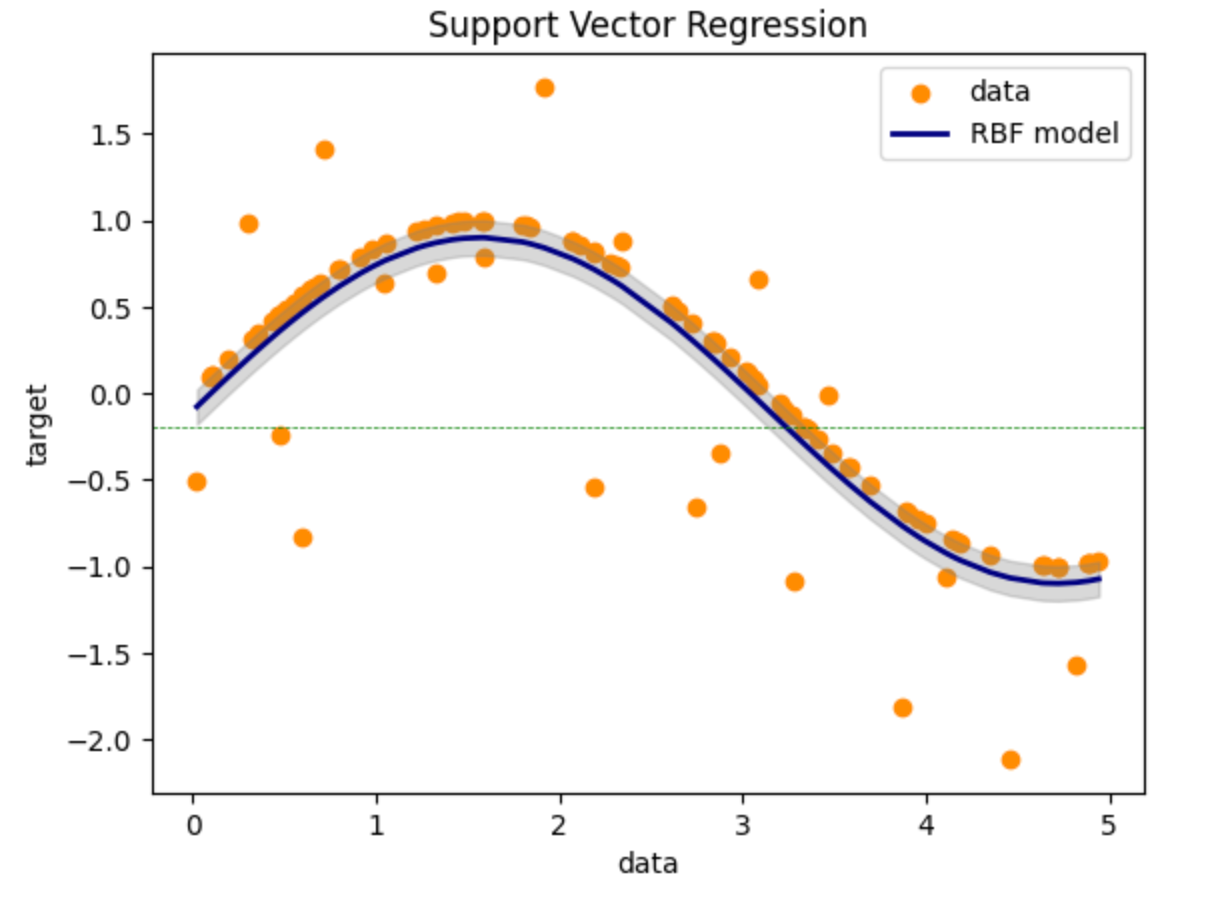 Support Vector Regression
data
RBF model
1.5
1.0
0.5
0.0
−0.5
−1.0
−1.5
−2.0
target
0 1 2 3 4 5
data